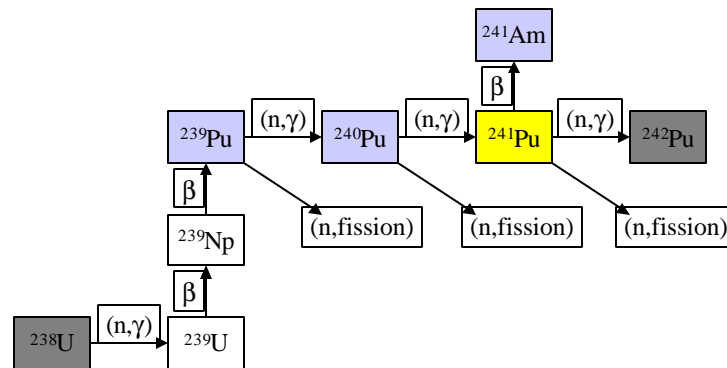 ²⁴¹Am
β
(n,γ) (n,γ) (n,γ)
²³⁹Pu ²⁴⁰Pu ²⁴¹Pu ²⁴²Pu
β
(n,fission) (n,fission) (n,fission)
²³⁹Np
β
(n,γ)
²³⁸U ²³⁹U